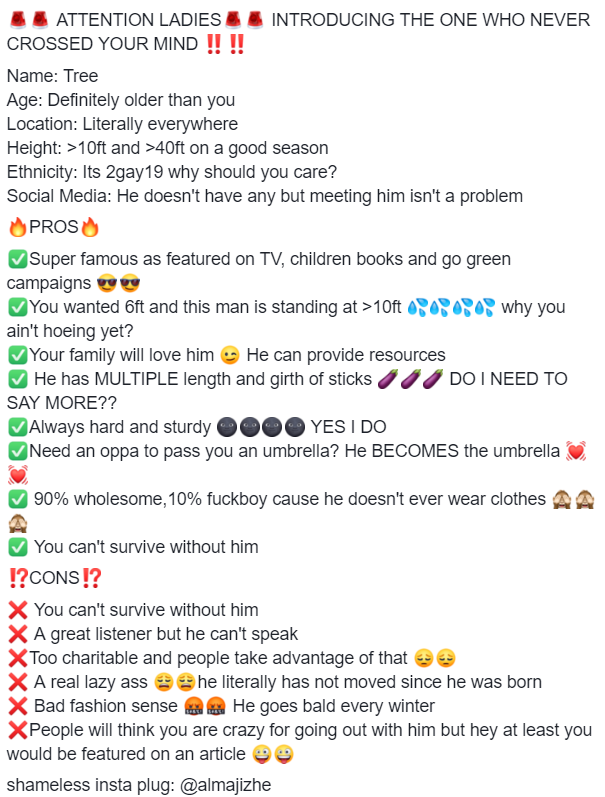 🚨🚨 ATTENTION LADIES🚨🚨 INTRODUCING THE ONE WHO NEVER
CROSSED YOUR MIND ‼️ ‼️
Name: Tree
Age: Definitely older than you
Location: Literally everywhere
Height: >10ft and >40ft on a good season
Ethnicity: Its 2gay19 why should you care?
Social Media: He doesn't have any but meeting him isn't a problem
🔥PROS🔥
✅Super famous as featured on TV, children books and go green
campaigns 😎😎
✅You wanted 6ft and this man is standing at >10ft 💦💦💦💦 why you
ain't hoeing yet?
✅Your family will love him 😉 He can provide resources
✅ He has MULTIPLE length and girth of sticks 🍆🍆🍆 DO I NEED TO
SAY MORE??
✅Always hard and sturdy 🌚🌚🌚🌚 YES I DO
✅Need an oppa to pass you an umbrella? He BECOMES the umbrella 💓
💓
✅ 90% wholesome,10% fuckboy cause he doesn't ever wear clothes 🙈🙈
🙈
✅ You can't survive without him
⁉️CONS⁉️
❌ You can't survive without him
❌ A great listener but he can't speak
❌Too charitable and people take advantage of that 😔😔
❌ A real lazy ass 😩😩he literally has not moved since he was born
❌ Bad fashion sense 🤬🤬 He goes bald every winter
❌People will think you are crazy for going out with him but hey at least you
would be featured on an article 🤪🤪
shameless insta plug: @almajizhe